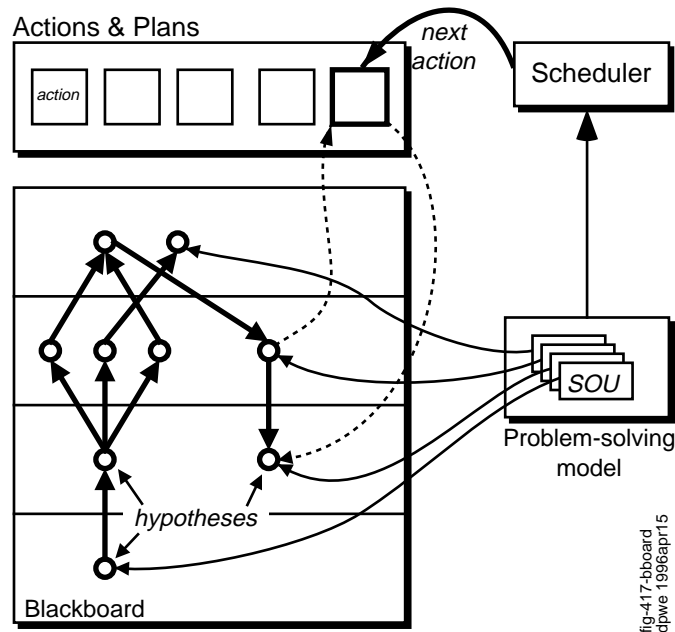 Actions & Plans
next
action
Scheduler
action
SOU
Problem-solving
model
hypotheses
Blackboard
fig-417-bboard
dpwe 1996apr15